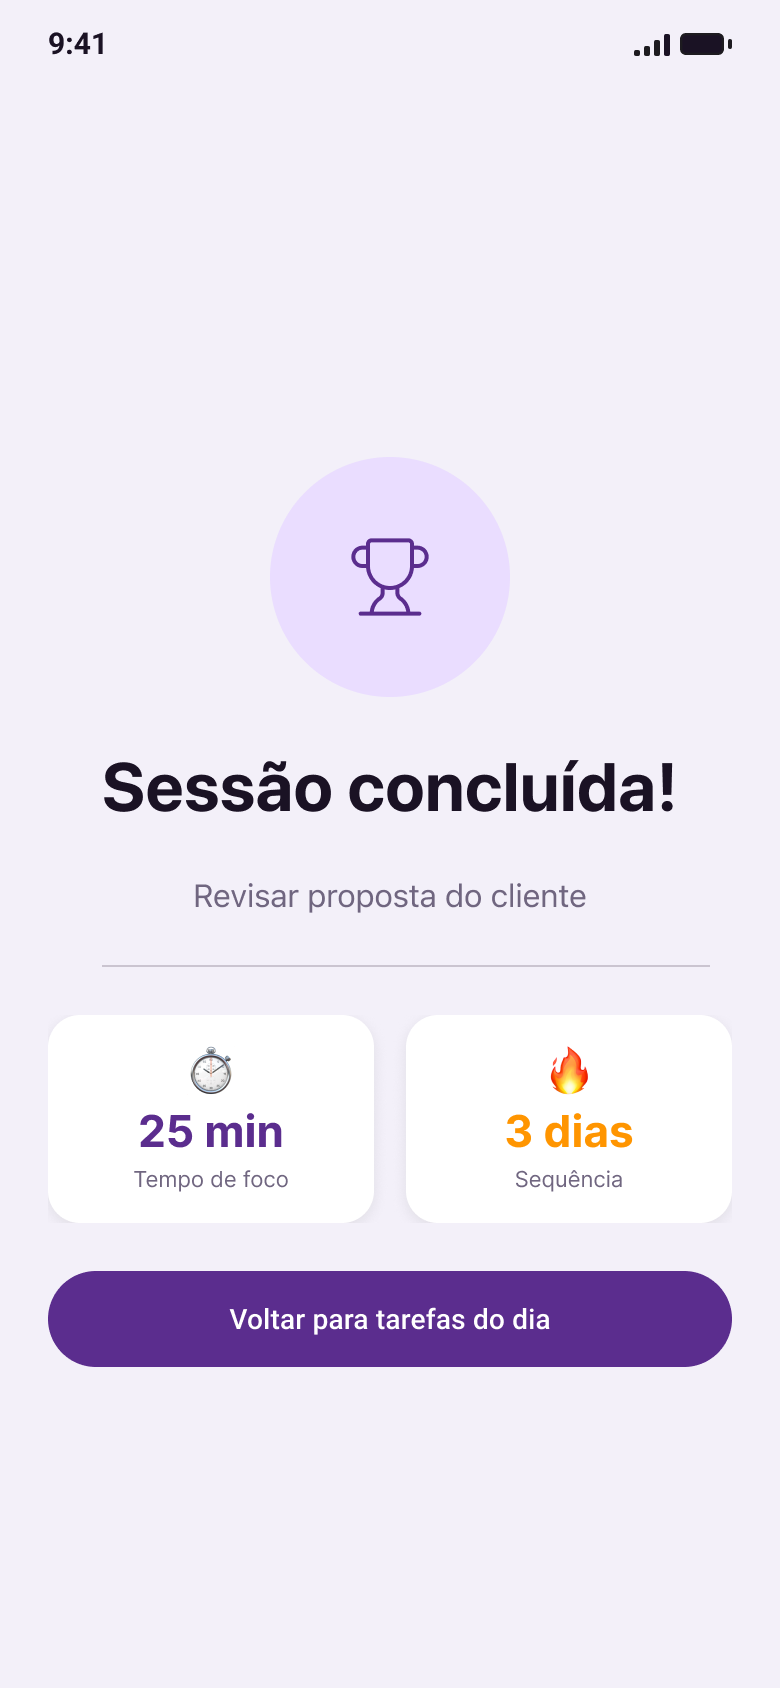 9:41
Sessão concluída!
Revisar proposta do cliente
25 min
Tempo de foco
3 dias
Sequência
Voltar para tarefas do dia